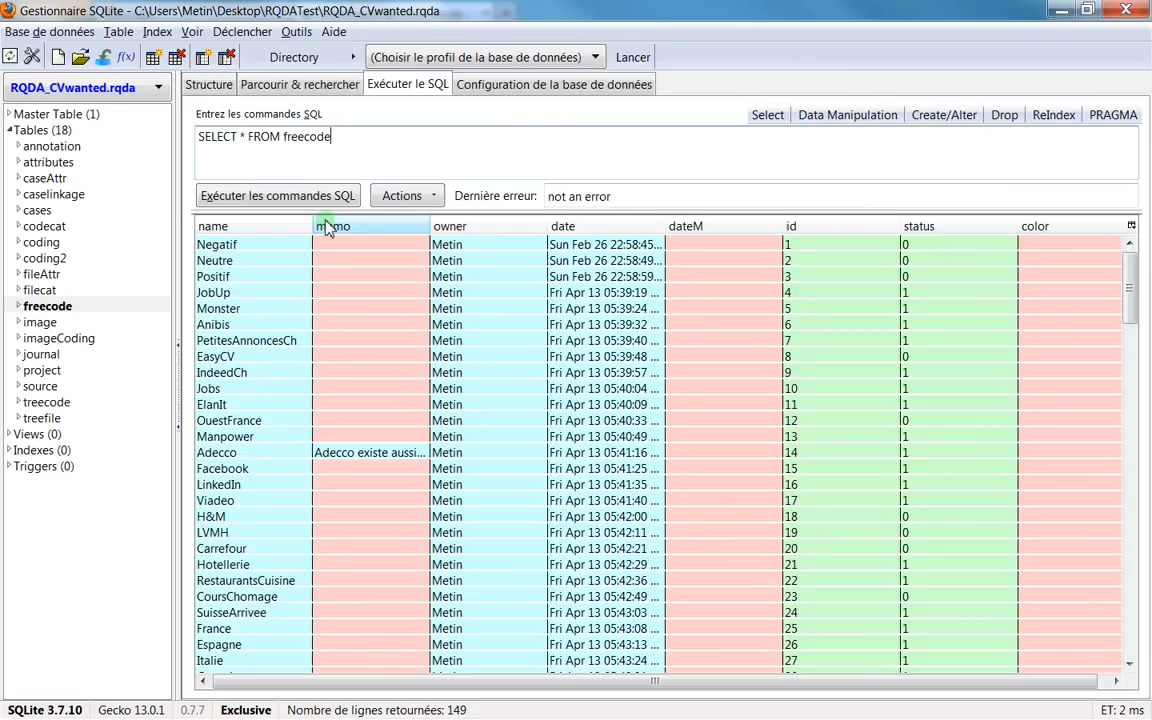 Gestionnaire SQLite - C:\Users\Metin\Desktop\RQDATest\RQDA_CVwanted.rqda
Base de données Table Index Voir Déclencher Outils Aide
f(x) Directory (Choisir le profil de la base de données) Lancer
RQDA_CVwanted.rqda
Structure Parcourir & rechercher Exécuter le SQL Configuration de la base de données
Master Table (1)
Tables (18)
annotation
attributes
caseAttr
caselinkage
cases
codecat
coding
coding2
fileAttr
filecat
freecode
image
imageCoding
journal
project
source
treecode
treefile
Views (0)
Indexes (0)
Triggers (0)
Entrez les commandes SQL
Select Data Manipulation Create/Alter Drop ReIndex PRAGMA
SELECT * FROM freecode
Exécuter les commandes SQL Actions Dernière erreur: not an error
name memo owner date dateM id status color
Negatif Metin Sun Feb 26 22:58:45... 1 0
Neutre Metin Sun Feb 26 22:58:49... 2 0
Positif Metin Sun Feb 26 22:58:59... 3 0
JobUp Metin Fri Apr 13 05:39:19 ... 4 1
Monster Metin Fri Apr 13 05:39:24 ... 5 1
Anibis Metin Fri Apr 13 05:39:32 ... 6 1
PetitesAnnoncesCh Metin Fri Apr 13 05:39:40 ... 7 1
EasyCV Metin Fri Apr 13 05:39:48 ... 8 0
IndeedCh Metin Fri Apr 13 05:39:57 ... 9 1
Jobs Metin Fri Apr 13 05:40:04 ... 10 1
ElanIt Metin Fri Apr 13 05:40:09 ... 11 1
OuestFrance Metin Fri Apr 13 05:40:33 ... 12 0
Manpower Metin Fri Apr 13 05:40:49 ... 13 1
Adecco Adecco existe aussi... Metin Fri Apr 13 05:41:16 ... 14 1
Facebook Metin Fri Apr 13 05:41:25 ... 15 1
LinkedIn Metin Fri Apr 13 05:41:35 ... 16 1
Viadeo Metin Fri Apr 13 05:41:40 ... 17 1
H&M Metin Fri Apr 13 05:42:00 ... 18 0
LVMH Metin Fri Apr 13 05:42:11 ... 19 0
Carrefour Metin Fri Apr 13 05:42:21 ... 20 0
Hotellerie Metin Fri Apr 13 05:42:29 ... 21 1
RestaurantsCuisine Metin Fri Apr 13 05:42:36 ... 22 1
CoursChomage Metin Fri Apr 13 05:42:49 ... 23 0
SuisseArrivee Metin Fri Apr 13 05:43:03 ... 24 1
France Metin Fri Apr 13 05:43:08 ... 25 1
Espagne Metin Fri Apr 13 05:43:13 ... 26 1
Italie Metin Fri Apr 13 05:43:24 ... 27 1
SQLite 3.7.10 Gecko 13.0.1 0.7.7 Exclusive Nombre de lignes retournées: 149 ET: 2 ms